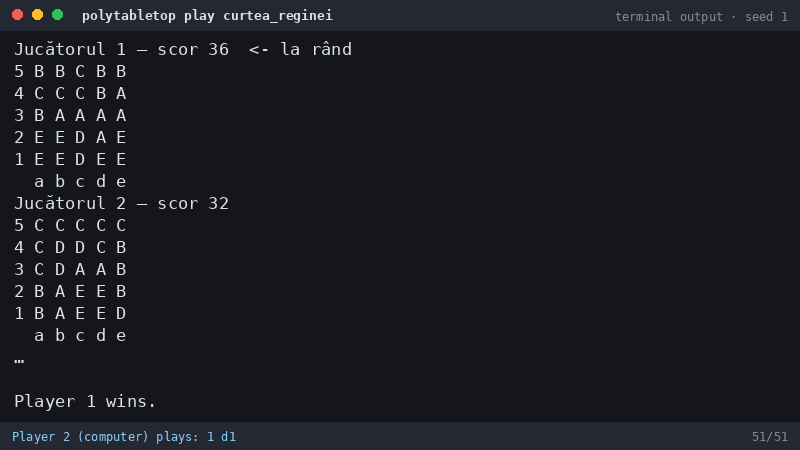 polytabletop play curtea_reginei
terminal output · seed 1
Jucătorul 1 — scor 36  <- la rând
5 B B C B B
4 C C C B A
3 B A A A A
2 E E D A E
1 E E D E E
  a b c d e
Jucătorul 2 — scor 32
5 C C C C C
4 C D D C B
3 C D A A B
2 B A E E B
1 B A E E D
  a b c d e
…
Player 1 wins.
Player 2 (computer) plays: 1 d1
51/51